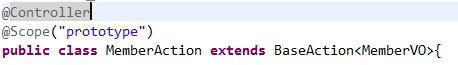 @Controller
@Scope("prototype")
public class MemberAction extends BaseAction<MemberVO>{